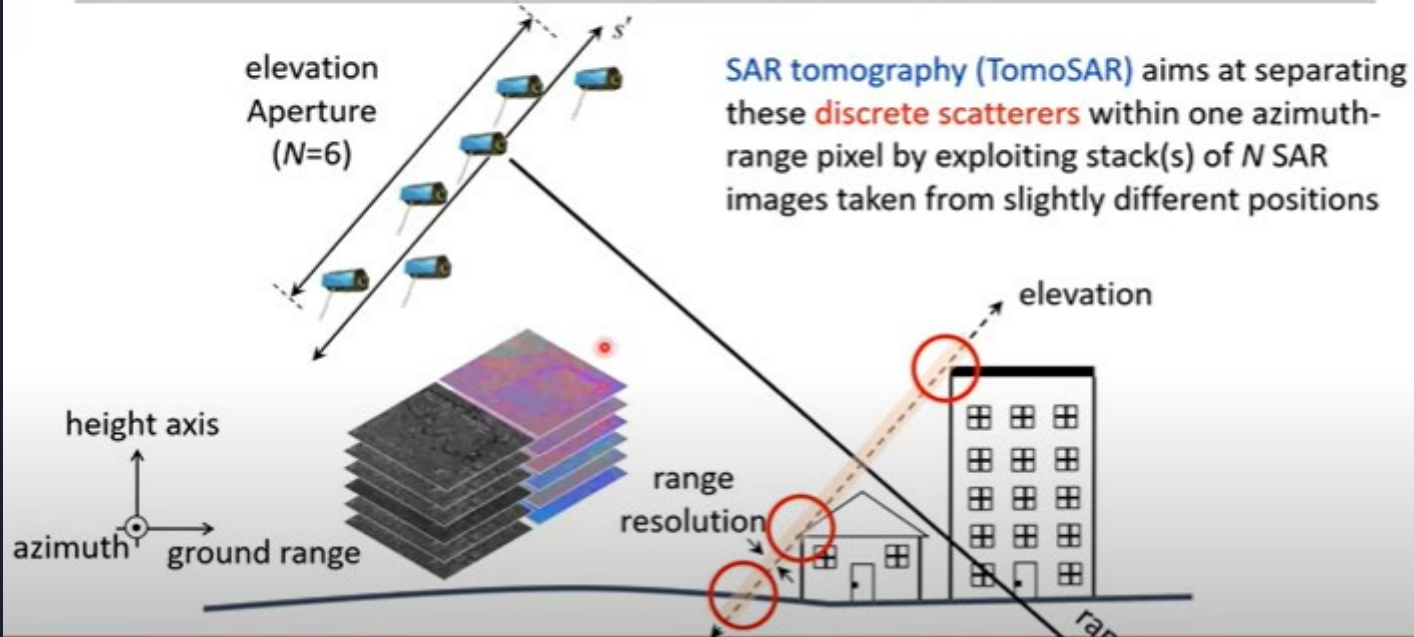 elevation
Aperture
(N=6)
s'
SAR tomography (TomoSAR) aims at separating
these discrete scatterers within one azimuth-
range pixel by exploiting stack(s) of N SAR
images taken from slightly different positions
elevation
height axis
azimuth
ground range
range
resolution